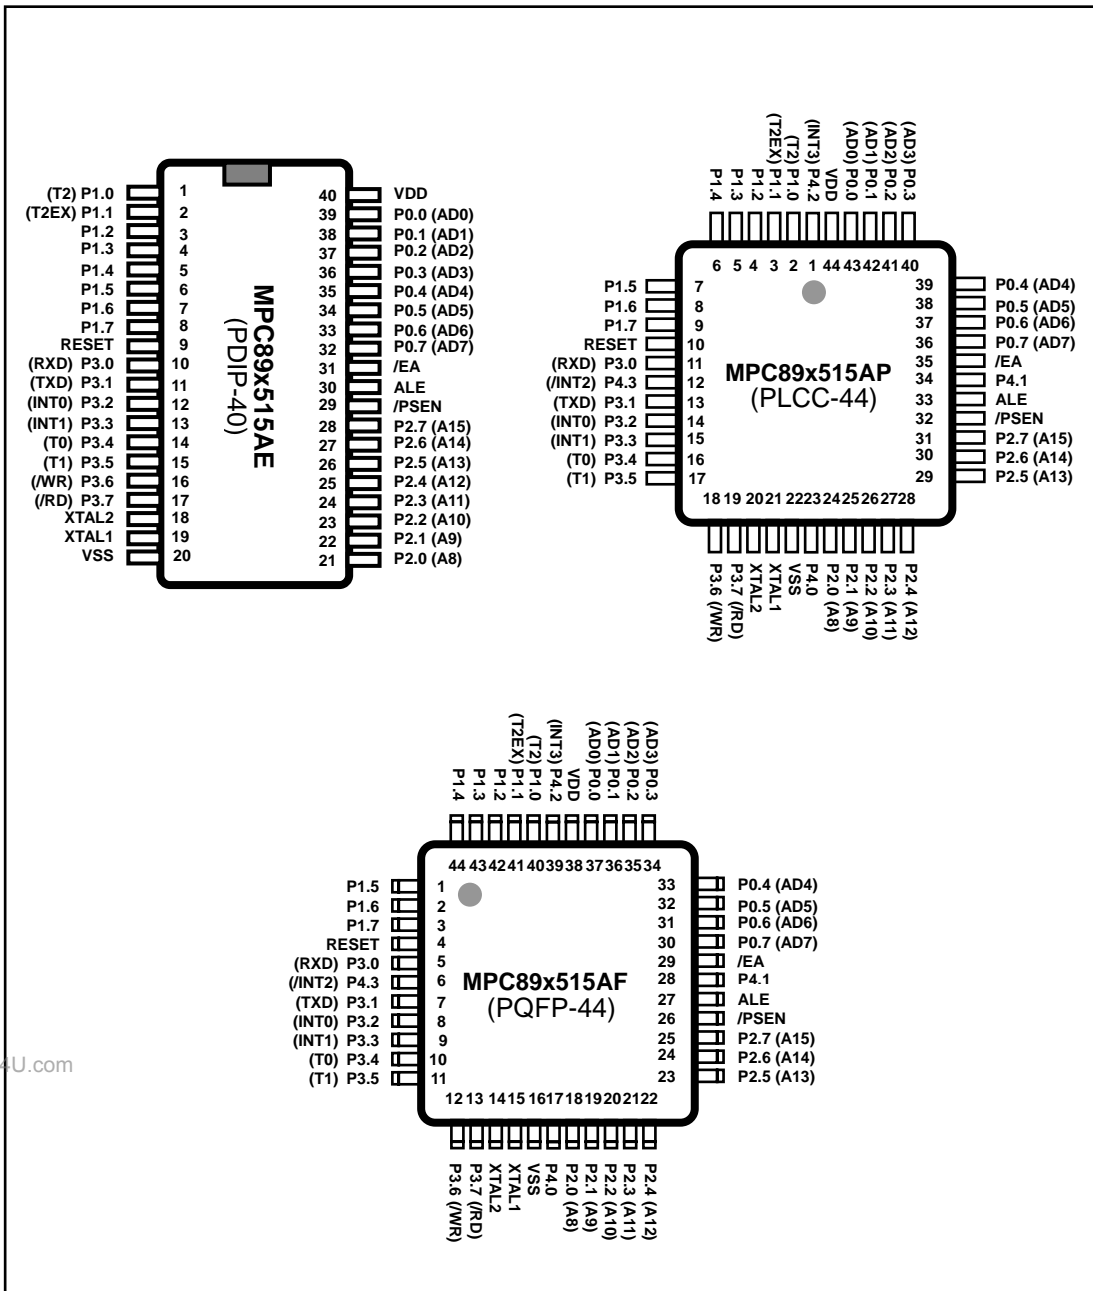 (T2) P1.0 1
(T2EX) P1.1 2
P1.2 3
P1.3 4
P1.4 5
P1.5 6
P1.6 7
P1.7 8
RESET 9
(RXD) P3.0 10
(TXD) P3.1 11
(INT0) P3.2 12
(INT1) P3.3 13
(T0) P3.4 14
(T1) P3.5 15
(/WR) P3.6 16
(/RD) P3.7 17
XTAL2 18
XTAL1 19
VSS 20
MPC89x515AE
(PDIP-40)
40 VDD
39 P0.0 (AD0)
38 P0.1 (AD1)
37 P0.2 (AD2)
36 P0.3 (AD3)
35 P0.4 (AD4)
34 P0.5 (AD5)
33 P0.6 (AD6)
32 P0.7 (AD7)
31 /EA
30 ALE
29 /PSEN
28 P2.7 (A15)
27 P2.6 (A14)
26 P2.5 (A13)
25 P2.4 (A12)
24 P2.3 (A11)
23 P2.2 (A10)
22 P2.1 (A9)
21 P2.0 (A8)
P1.4
P1.3
P1.2
(T2EX) P1.1
(T2) P1.0
(INT3) P4.2
VDD
(AD0) P0.0
(AD1) P0.1
(AD2) P0.2
(AD3) P0.3
6 5 4 3 2 1 44 43 42 41 40
P1.5 7
P1.6 8
P1.7 9
RESET 10
(RXD) P3.0 11
(/INT2) P4.3 12
(TXD) P3.1 13
(INT0) P3.2 14
(INT1) P3.3 15
(T0) P3.4 16
(T1) P3.5 17
MPC89x515AP
(PLCC-44)
39 P0.4 (AD4)
38 P0.5 (AD5)
37 P0.6 (AD6)
36 P0.7 (AD7)
35 /EA
34 P4.1
33 ALE
32 /PSEN
31 P2.7 (A15)
30 P2.6 (A14)
29 P2.5 (A13)
18 19 20 21 22 23 24 25 26 27 28
P3.6 (/WR)
P3.7 (/RD)
XTAL2
XTAL1
VSS
P4.0
P2.0 (A8)
P2.1 (A9)
P2.2 (A10)
P2.3 (A11)
P2.4 (A12)
P1.4
P1.3
P1.2
(T2EX) P1.1
(T2) P1.0
(INT3) P4.2
VDD
(AD0) P0.0
(AD1) P0.1
(AD2) P0.2
(AD3) P0.3
44 43 42 41 40 39 38 37 36 35 34
P1.5 1
P1.6 2
P1.7 3
RESET 4
(RXD) P3.0 5
(/INT2) P4.3 6
(TXD) P3.1 7
(INT0) P3.2 8
(INT1) P3.3 9
(T0) P3.4 10
(T1) P3.5 11
MPC89x515AF
(PQFP-44)
33 P0.4 (AD4)
32 P0.5 (AD5)
31 P0.6 (AD6)
30 P0.7 (AD7)
29 /EA
28 P4.1
27 ALE
26 /PSEN
25 P2.7 (A15)
24 P2.6 (A14)
23 P2.5 (A13)
12 13 14 15 16 17 18 19 20 21 22
P3.6 (/WR)
P3.7 (/RD)
XTAL2
XTAL1
VSS
P4.0
P2.0 (A8)
P2.1 (A9)
P2.2 (A10)
P2.3 (A11)
P2.4 (A12)
4U.com